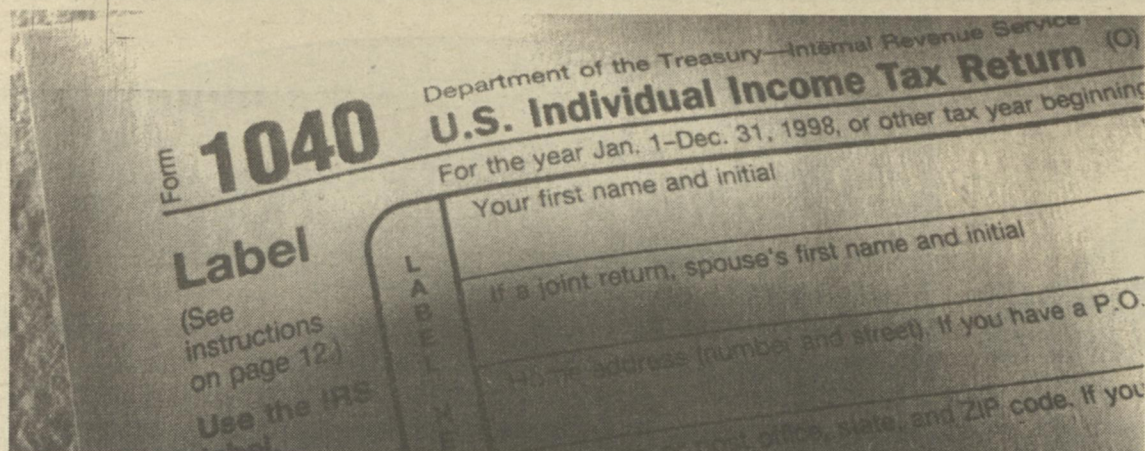 Department of the Treasury—Internal Revenue Service
Form 1040 U.S. Individual Income Tax Return (O)
For the year Jan. 1–Dec. 31, 1998, or other tax year beginning
Label
(See
instructions
on page 12.)
Use the IRS
label
L
A
B
E
L
H
E
Your first name and initial
If a joint return, spouse's first name and initial
Home address (number and street). If you have a P.O.
post office, state, and ZIP code. If you